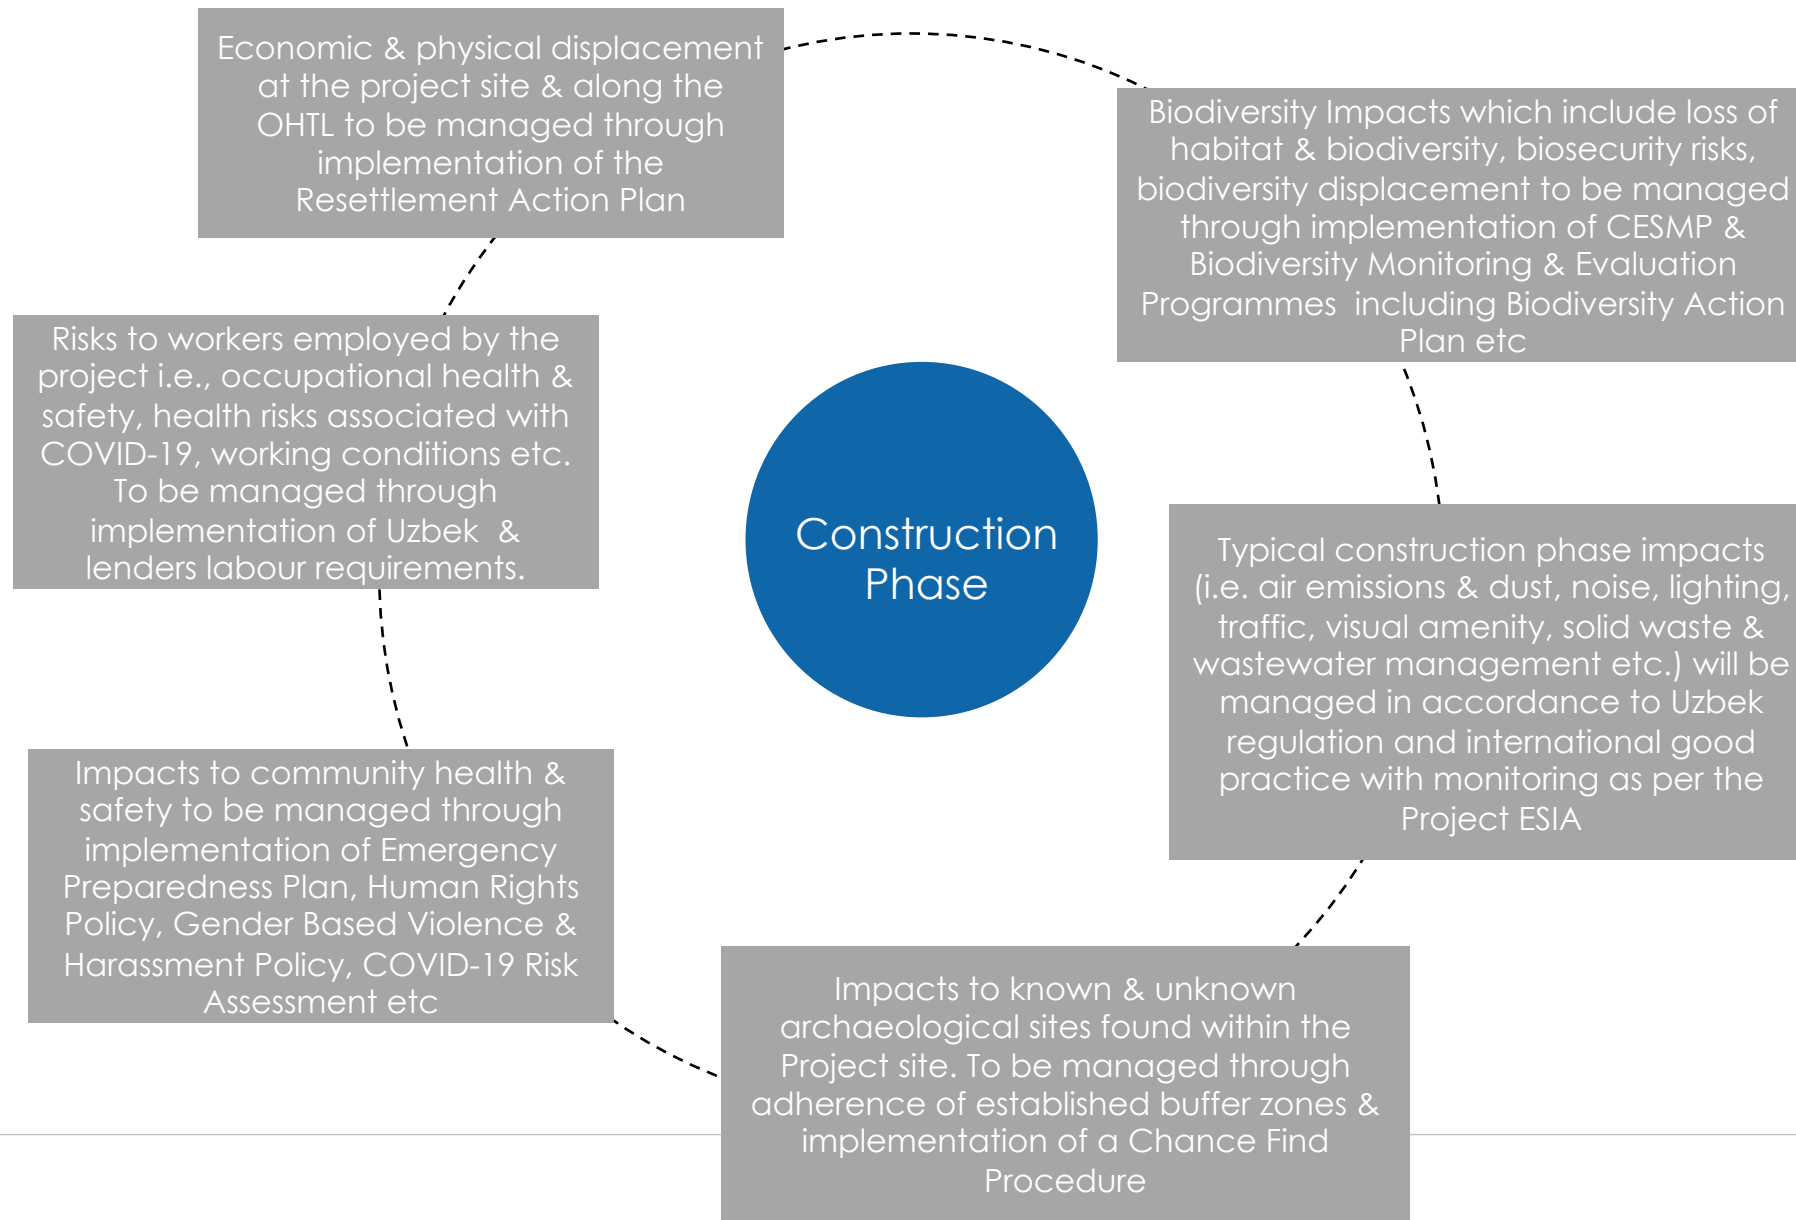 Economic & physical displacement
at the project site & along the
OHTL to be managed through
implementation of the
Resettlement Action Plan
Biodiversity Impacts which include loss of
habitat & biodiversity, biosecurity risks,
biodiversity displacement to be managed
through implementation of CESMP &
Biodiversity Monitoring & Evaluation
Programmes including Biodiversity Action
Plan etc
Risks to workers employed by the
project i.e., occupational health &
safety, health risks associated with
COVID-19, working conditions etc.
To be managed through
implementation of Uzbek &
lenders labour requirements.
Construction
Phase
Typical construction phase impacts
(i.e. air emissions & dust, noise, lighting,
traffic, visual amenity, solid waste &
wastewater management etc.) will be
managed in accordance to Uzbek
regulation and international good
practice with monitoring as per the
Project ESIA
Impacts to community health &
safety to be managed through
implementation of Emergency
Preparedness Plan, Human Rights
Policy, Gender Based Violence &
Harassment Policy, COVID-19 Risk
Assessment etc
Impacts to known & unknown
archaeological sites found within the
Project site. To be managed through
adherence of established buffer zones &
implementation of a Chance Find
Procedure